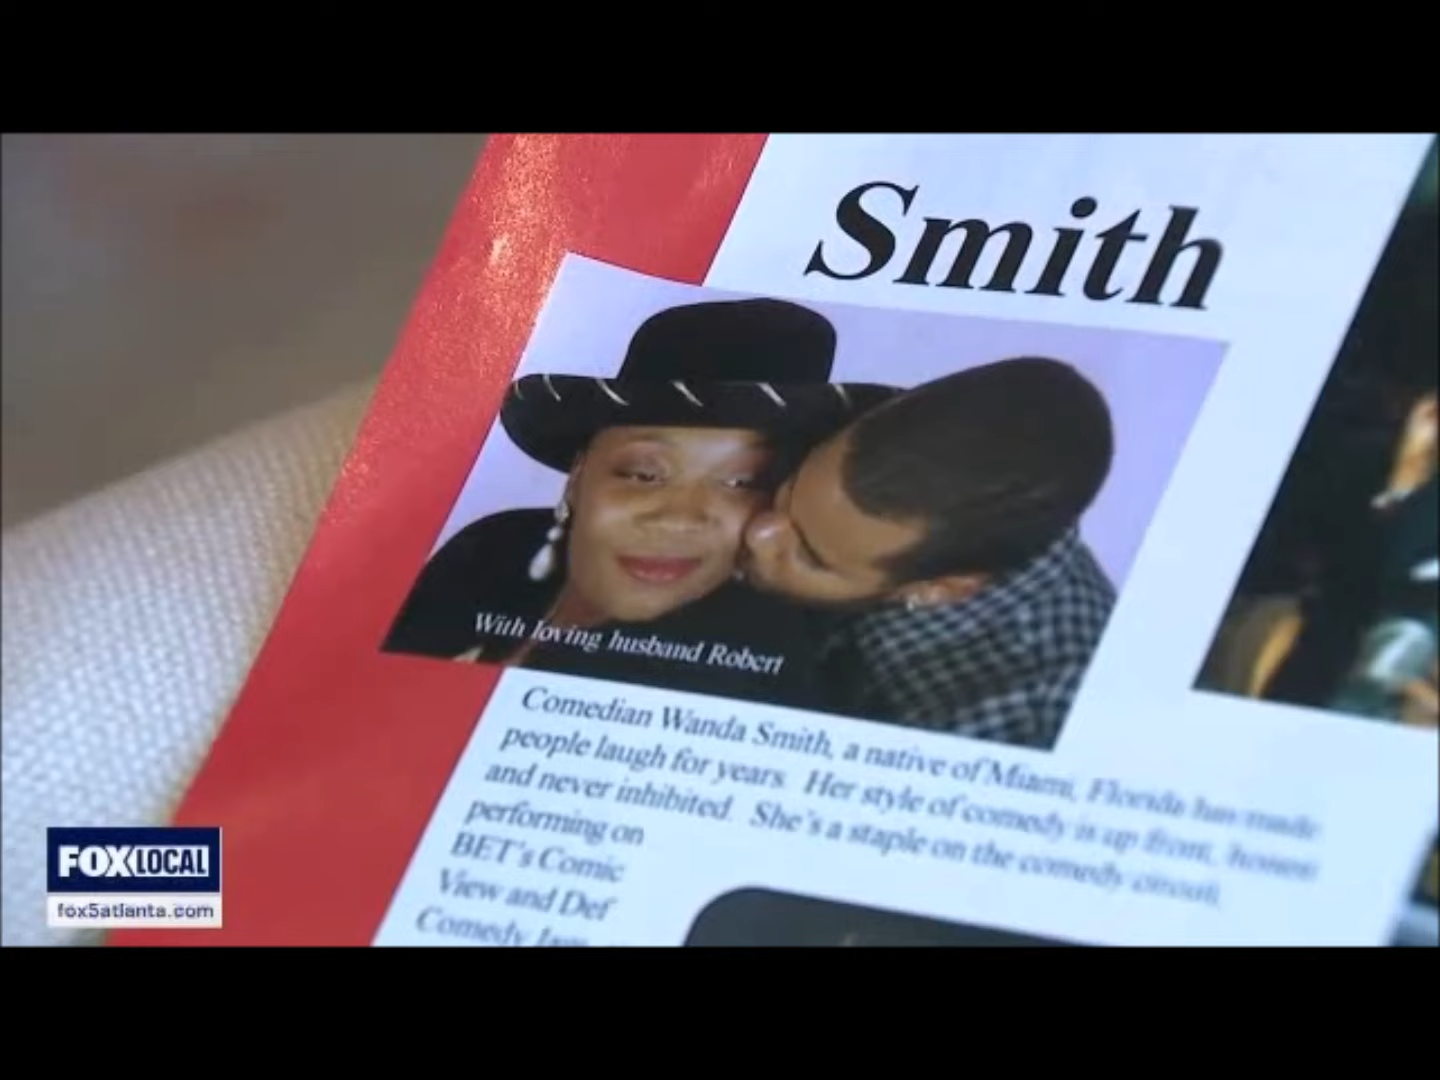 Smith
With loving husband Robert
Comedian Wanda Smith, a native of Miami, Florida has made
people laugh for years. Her style of comedy is up front, honest
and never inhibited. She's a staple on the comedy circuit,
performing on
BET's Comic
View and Def
Comedy Jam
FOX LOCAL
fox5atlanta.com